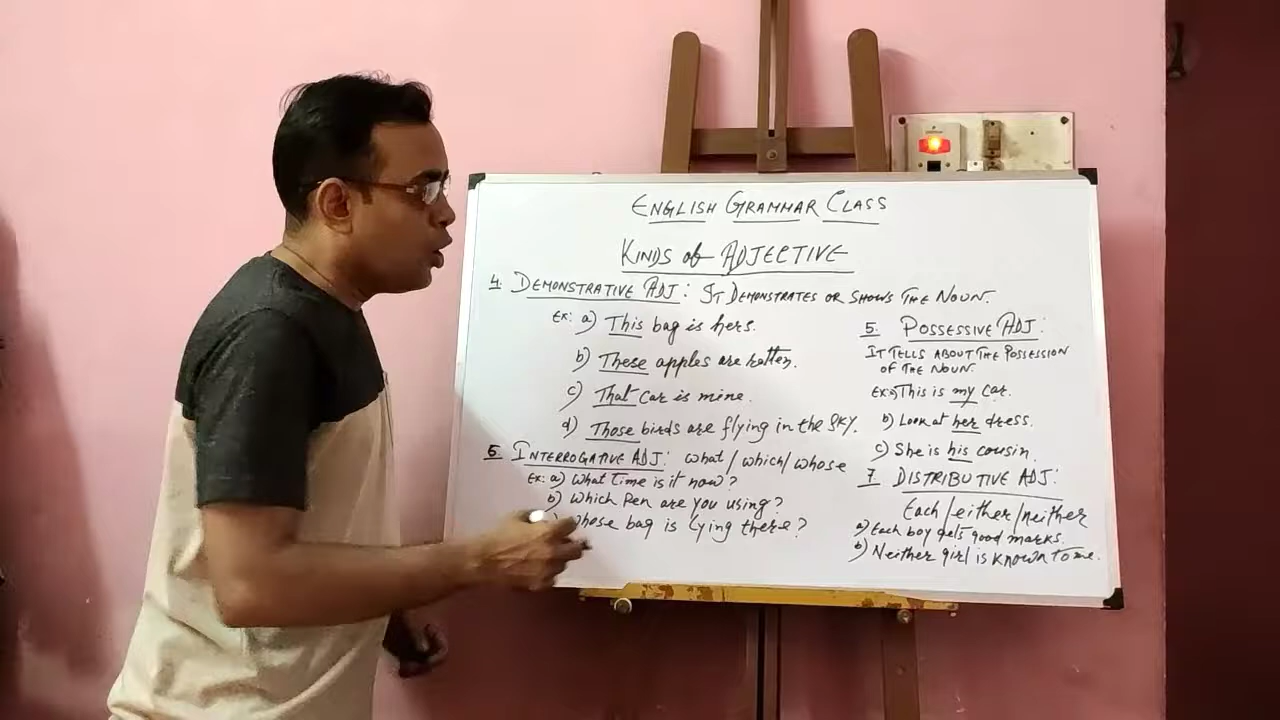 ENGLISH GRAMMAR CLASS
KINDS of ADJECTIVE
4. DEMONSTRATIVE ADJ: IT DEMONSTRATES OR SHOWS THE NOUN.
Ex: a) This bag is hers.
b) These apples are rotten.
c) That car is mine.
d) Those birds are flying in the SKY.
5. POSSESSIVE ADJ:
IT TELLS ABOUT THE POSSESSION
OF THE NOUN.
Ex: a) This is my car.
b) Look at her dress.
c) She is his cousin.
6. INTERROGATIVE ADJ: what/which/whose
Ex: a) What time is it now?
b) Which Pen are you using?
whose bag is lying there?
7. DISTRIBUTIVE ADJ:
Each/either/neither
a) Each boy gets good marks.
b) Neither girl is known to me.